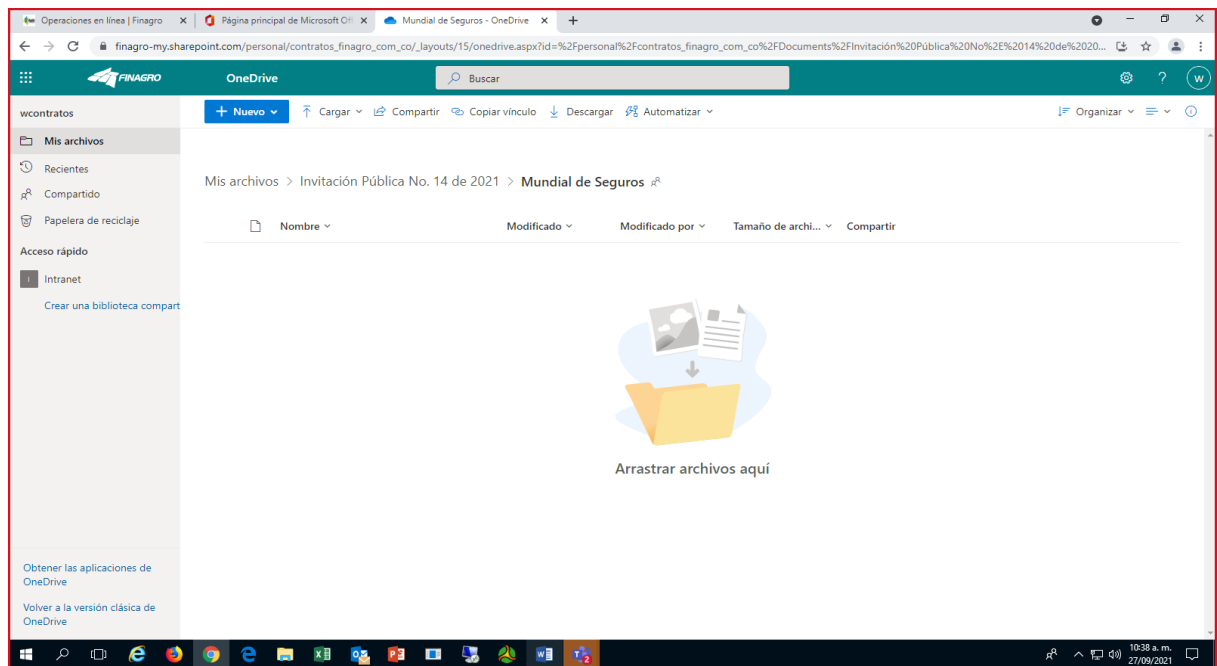 Operaciones en línea | Finagro
Página principal de Microsoft Of
Mundial de Seguros - OneDrive
finagro-my.sharepoint.com/personal/contratos_finagro_com_co/_layouts/15/onedrive.aspx?id=%2Fpersonal%2Fcontratos_finagro_com_co%2FDocuments%2FInvitación%20Pública%20No%2E%2014%20de%2020...
FINAGRO
OneDrive
Buscar
W
wcontratos
+ Nuevo
Cargar
Compartir
Copiar vínculo
Descargar
Automatizar
Organizar
Mis archivos
Recientes
Compartido
Papelera de reciclaje
Acceso rápido
Intranet
Crear una biblioteca compart
Mis archivos > Invitación Pública No. 14 de 2021 > Mundial de Seguros
Nombre
Modificado
Modificado por
Tamaño de archi...
Compartir
Arrastrar archivos aquí
Obtener las aplicaciones de
OneDrive
Volver a la versión clásica de
OneDrive
10:38 a. m.
27/09/2021